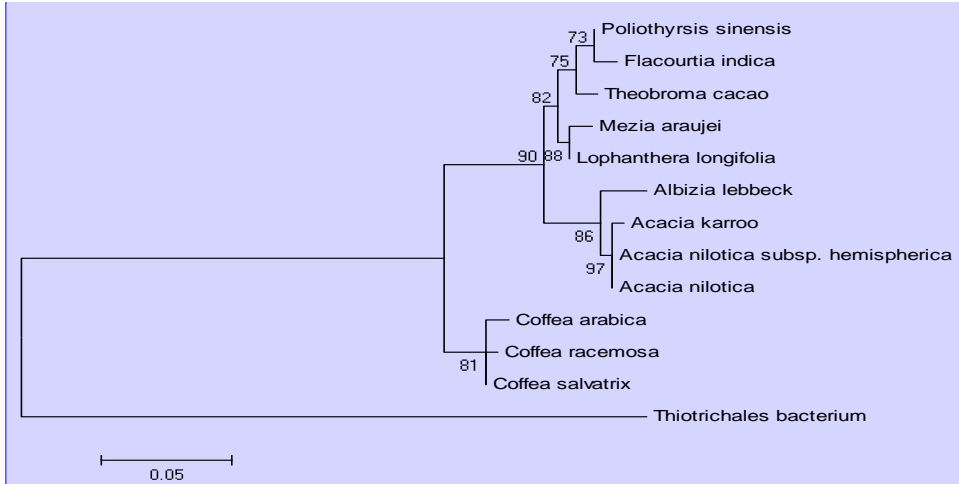 Poliothyrsis sinensis
73
Flacourtia indica
75
Theobroma cacao
82
Mezia araujei
90 88
Lophanthera longifolia
Albizia lebbeck
Acacia karroo
86
Acacia nilotica subsp. hemispherica
97
Acacia nilotica
Coffea arabica
Coffea racemosa
81
Coffea salvatrix
Thiotrichales bacterium
0.05